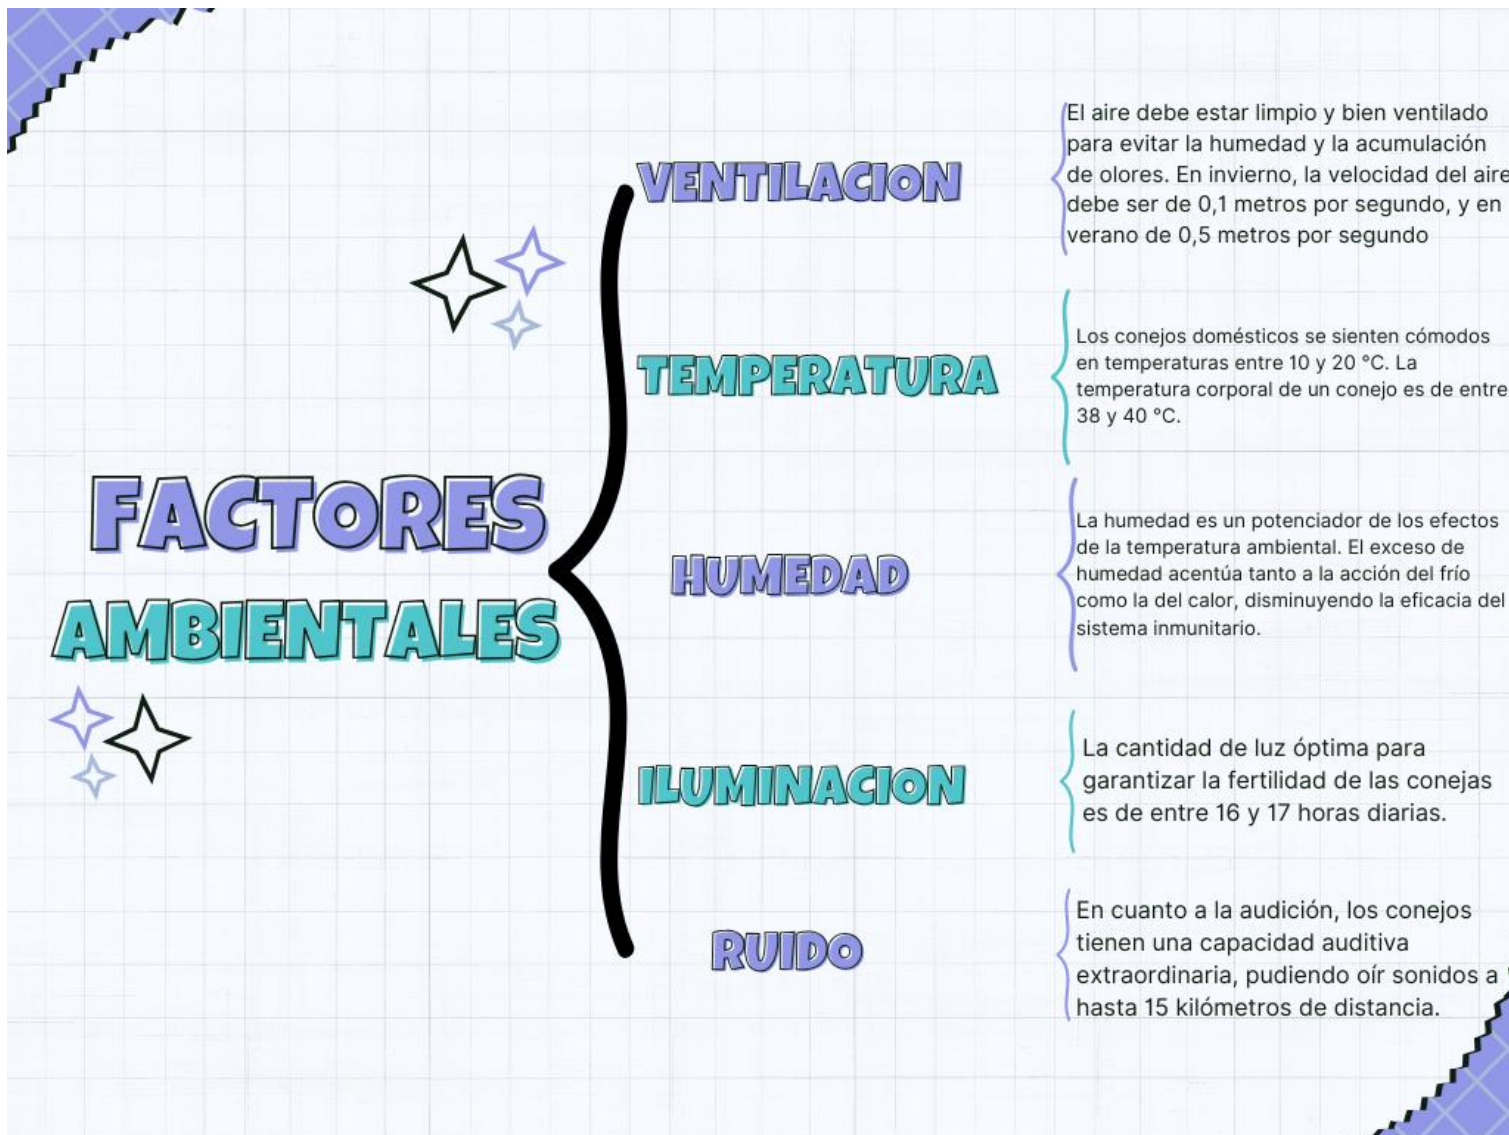 FACTORES
AMBIENTALES
VENTILACION
El aire debe estar limpio y bien ventilado
para evitar la humedad y la acumulación
de olores. En invierno, la velocidad del aire
debe ser de 0,1 metros por segundo, y en
verano de 0,5 metros por segundo
TEMPERATURA
Los conejos domésticos se sienten cómodos
en temperaturas entre 10 y 20 °C. La
temperatura corporal de un conejo es de entre
38 y 40 °C.
HUMEDAD
La humedad es un potenciador de los efectos
de la temperatura ambiental. El exceso de
humedad acentúa tanto a la acción del frío
como la del calor, disminuyendo la eficacia del
sistema inmunitario.
ILUMINACION
La cantidad de luz óptima para
garantizar la fertilidad de las conejas
es de entre 16 y 17 horas diarias.
RUIDO
En cuanto a la audición, los conejos
tienen una capacidad auditiva
extraordinaria, pudiendo oír sonidos a
hasta 15 kilómetros de distancia.